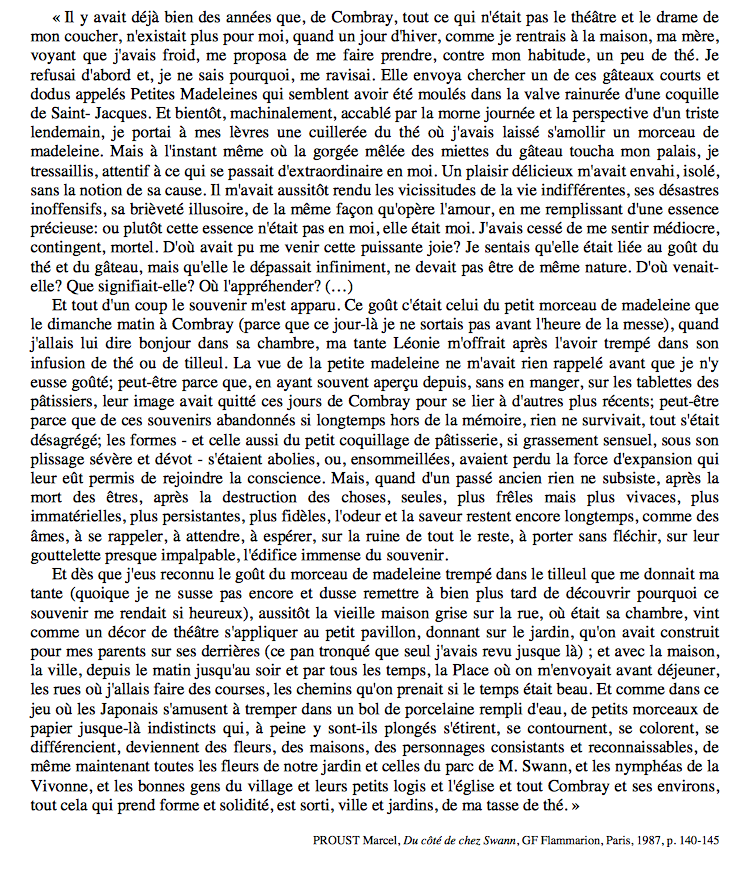 « Il y avait déjà bien des années que, de Combray, tout ce qui n'était pas le théâtre et le drame de
mon coucher, n'existait plus pour moi, quand un jour d'hiver, comme je rentrais à la maison, ma mère,
voyant que j'avais froid, me proposa de me faire prendre, contre mon habitude, un peu de thé. Je
refusai d'abord et, je ne sais pourquoi, me ravisai. Elle envoya chercher un de ces gâteaux courts et
dodus appelés Petites Madeleines qui semblent avoir été moulés dans la valve rainurée d'une coquille
de Saint- Jacques. Et bientôt, machinalement, accablé par la morne journée et la perspective d'un triste
lendemain, je portai à mes lèvres une cuillerée du thé où j'avais laissé s'amollir un morceau de
madeleine. Mais à l'instant même où la gorgée mêlée des miettes du gâteau toucha mon palais, je
tressaillis, attentif à ce qui se passait d'extraordinaire en moi. Un plaisir délicieux m'avait envahi, isolé,
sans la notion de sa cause. Il m'avait aussitôt rendu les vicissitudes de la vie indifférentes, ses désastres
inoffensifs, sa brièveté illusoire, de la même façon qu'opère l'amour, en me remplissant d'une essence
précieuse: ou plutôt cette essence n'était pas en moi, elle était moi. J'avais cessé de me sentir médiocre,
contingent, mortel. D'où avait pu me venir cette puissante joie? Je sentais qu'elle était liée au goût du
thé et du gâteau, mais qu'elle le dépassait infiniment, ne devait pas être de même nature. D'où venait-
elle? Que signifiait-elle? Où l'appréhender? (…)
Et tout d'un coup le souvenir m'est apparu. Ce goût c'était celui du petit morceau de madeleine que
le dimanche matin à Combray (parce que ce jour-là je ne sortais pas avant l'heure de la messe), quand
j'allais lui dire bonjour dans sa chambre, ma tante Léonie m'offrait après l'avoir trempé dans son
infusion de thé ou de tilleul. La vue de la petite madeleine ne m'avait rien rappelé avant que je n'y
eusse goûté; peut-être parce que, en ayant souvent aperçu depuis, sans en manger, sur les tablettes des
pâtissiers, leur image avait quitté ces jours de Combray pour se lier à d'autres plus récents; peut-être
parce que de ces souvenirs abandonnés si longtemps hors de la mémoire, rien ne survivait, tout s'était
désagrégé; les formes - et celle aussi du petit coquillage de pâtisserie, si grassement sensuel, sous son
plissage sévère et dévot - s'étaient abolies, ou, ensommeillées, avaient perdu la force d'expansion qui
leur eût permis de rejoindre la conscience. Mais, quand d'un passé ancien rien ne subsiste, après la
mort des êtres, après la destruction des choses, seules, plus frêles mais plus vivaces, plus
immatérielles, plus persistantes, plus fidèles, l'odeur et la saveur restent encore longtemps, comme des
âmes, à se rappeler, à attendre, à espérer, sur la ruine de tout le reste, à porter sans fléchir, sur leur
gouttelette presque impalpable, l'édifice immense du souvenir.
Et dès que j'eus reconnu le goût du morceau de madeleine trempé dans le tilleul que me donnait ma
tante (quoique je ne susse pas encore et dusse remettre à bien plus tard de découvrir pourquoi ce
souvenir me rendait si heureux), aussitôt la vieille maison grise sur la rue, où était sa chambre, vint
comme un décor de théâtre s'appliquer au petit pavillon, donnant sur le jardin, qu'on avait construit
pour mes parents sur ses derrières (ce pan tronqué que seul j'avais revu jusque là) ; et avec la maison,
la ville, depuis le matin jusqu'au soir et par tous les temps, la Place où on m'envoyait avant déjeuner,
les rues où j'allais faire des courses, les chemins qu'on prenait si le temps était beau. Et comme dans ce
jeu où les Japonais s'amusent à tremper dans un bol de porcelaine rempli d'eau, de petits morceaux de
papier jusque-là indistincts qui, à peine y sont-ils plongés s'étirent, se contournent, se colorent, se
différencient, deviennent des fleurs, des maisons, des personnages consistants et reconnaissables, de
même maintenant toutes les fleurs de notre jardin et celles du parc de M. Swann, et les nymphéas de la
Vivonne, et les bonnes gens du village et leurs petits logis et l'église et tout Combray et ses environs,
tout cela qui prend forme et solidité, est sorti, ville et jardins, de ma tasse de thé. »
PROUST Marcel, Du côté de chez Swann, GF Flammarion, Paris, 1987, p. 140-145